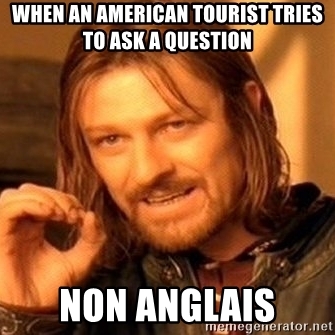 WHEN AN AMERICAN TOURIST TRIES
TO ASK A QUESTION
NON ANGLAIS
memegenerator.net